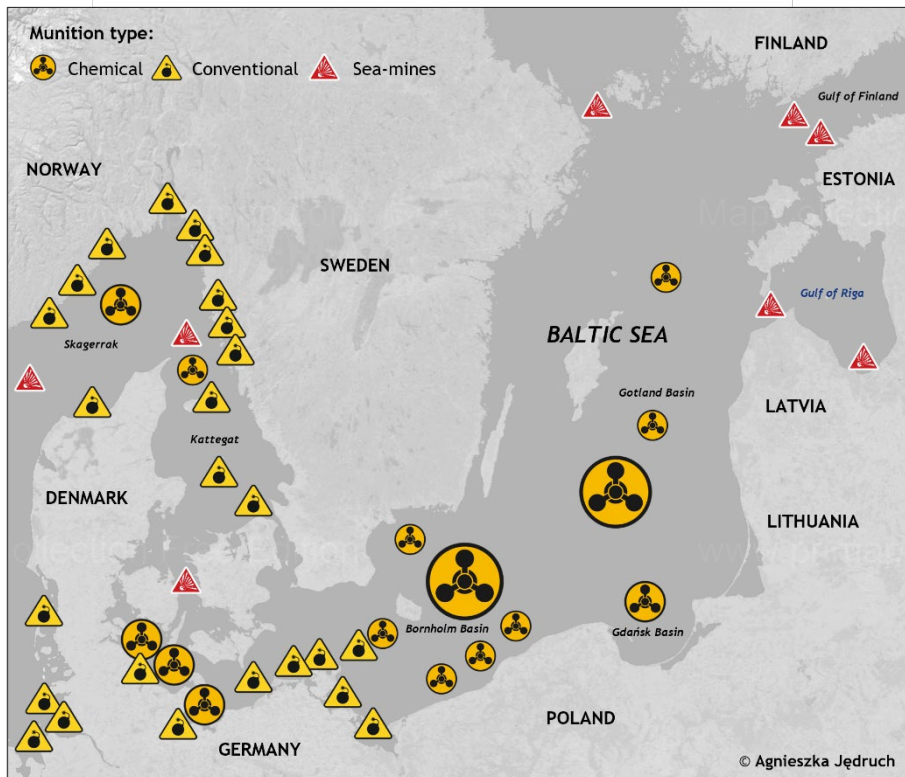 Munition type:
Chemical
Conventional
Sea-mines
FINLAND
Gulf of Finland
NORWAY
ESTONIA
SWEDEN
Gulf of Riga
Skagerrak
BALTIC SEA
Gotland Basin
LATVIA
Kattegat
DENMARK
LITHUANIA
Bornholm Basin
Gdańsk Basin
POLAND
GERMANY
© Agnieszka Jędruch